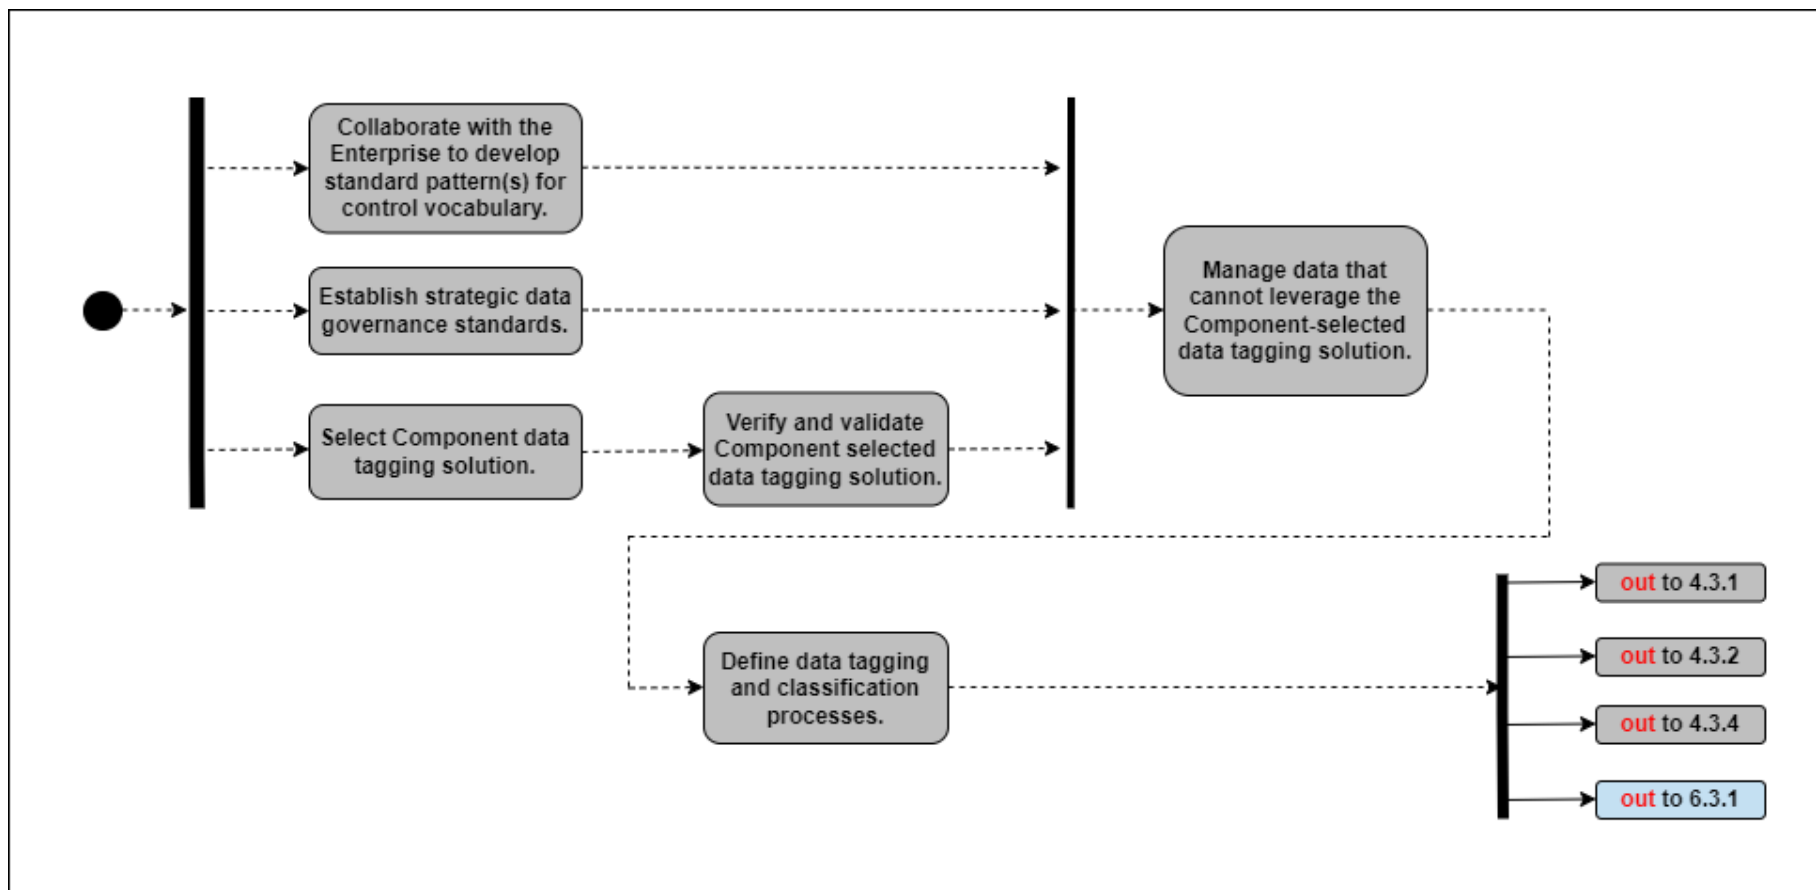 Collaborate with the
Enterprise to develop
standard pattern(s) for
control vocabulary.
Establish strategic data
governance standards.
Select Component data
tagging solution.
Verify and validate
Component selected
data tagging solution.
Manage data that
cannot leverage the
Component-selected
data tagging solution.
Define data tagging
and classification
processes.
out to 4.3.1
out to 4.3.2
out to 4.3.4
out to 6.3.1